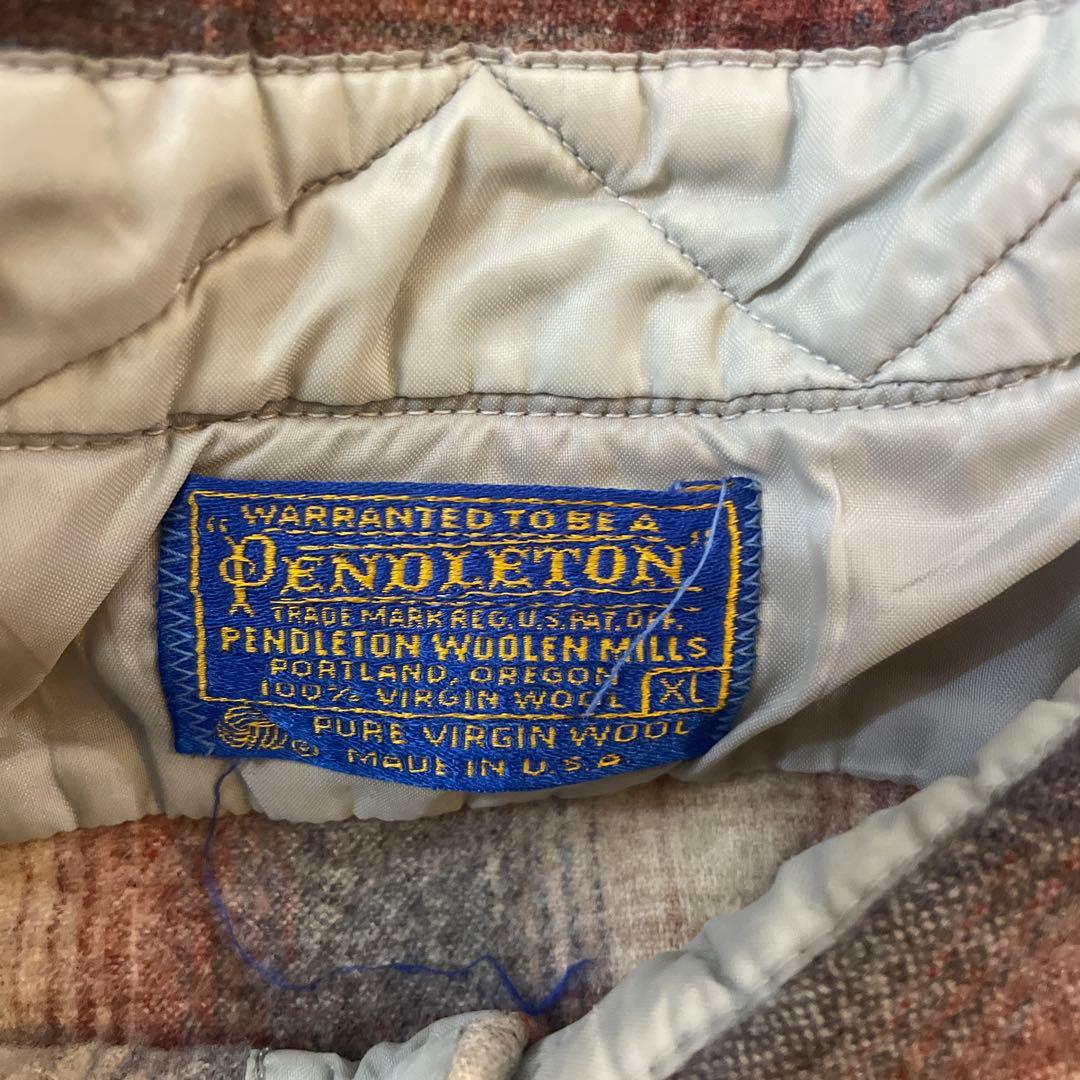 WARRANTED TO BE A
"PENDLETON"
TRADE MARK REG. U.S. PAT. OFF.
PENDLETON WOOLEN MILLS
PORTLAND, OREGON
100% VIRGIN WOOL XL
PURE VIRGIN WOOL
® MADE IN U.S.A.